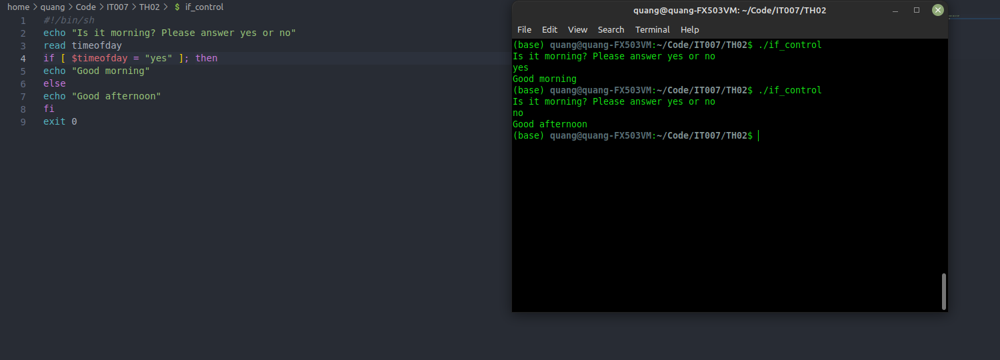 home > quang > Code > IT007 > TH02 > $ if_control
1 #!/bin/sh
2 echo "Is it morning? Please answer yes or no"
3 read timeofday
4 if [ $timeofday = "yes" ]; then
5 echo "Good morning"
6 else
7 echo "Good afternoon"
8 fi
9 exit 0
quang@quang-FX503VM: ~/Code/IT007/TH02
File Edit View Search Terminal Help
(base) quang@quang-FX503VM:~/Code/IT007/TH02$ ./if_control
Is it morning? Please answer yes or no
yes
Good morning
(base) quang@quang-FX503VM:~/Code/IT007/TH02$ ./if_control
Is it morning? Please answer yes or no
no
Good afternoon
(base) quang@quang-FX503VM:~/Code/IT007/TH02$